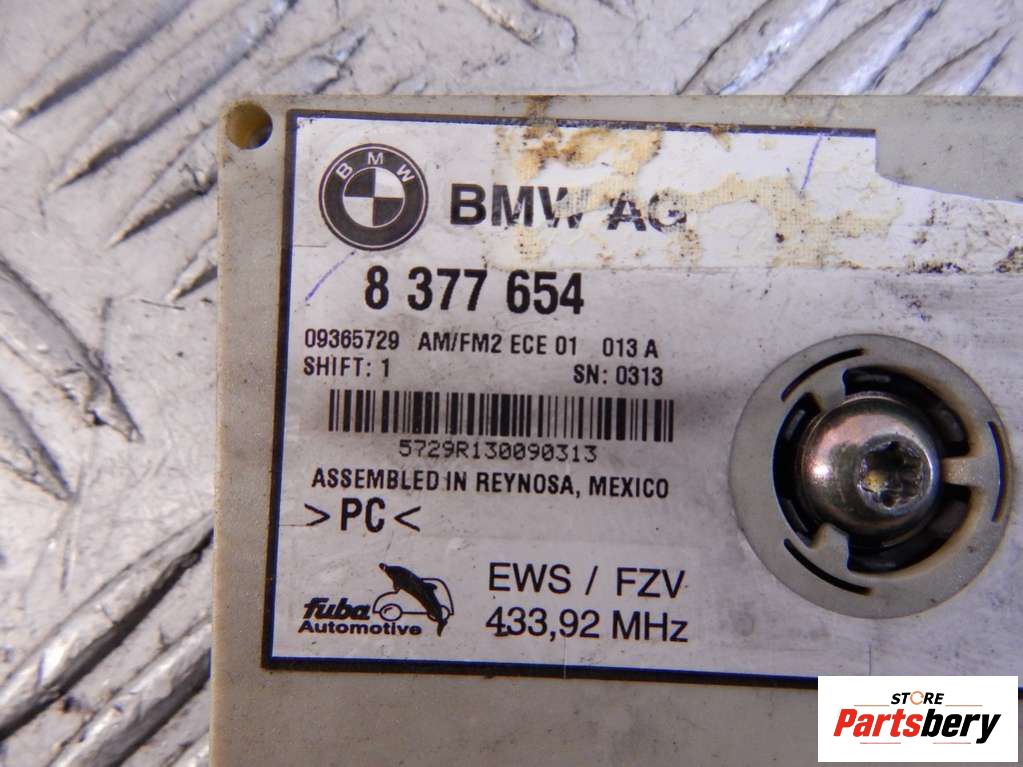 BMW
BMW AG
8 377 654
09365729 AM/FM2 ECE 01 013 A
SHIFT: 1 SN: 0313
5729R130090313
ASSEMBLED IN REYNOSA, MEXICO
>PC<
EWS / FZV
433,92 MHz
fuba
Automotive
STORE
Partsbery